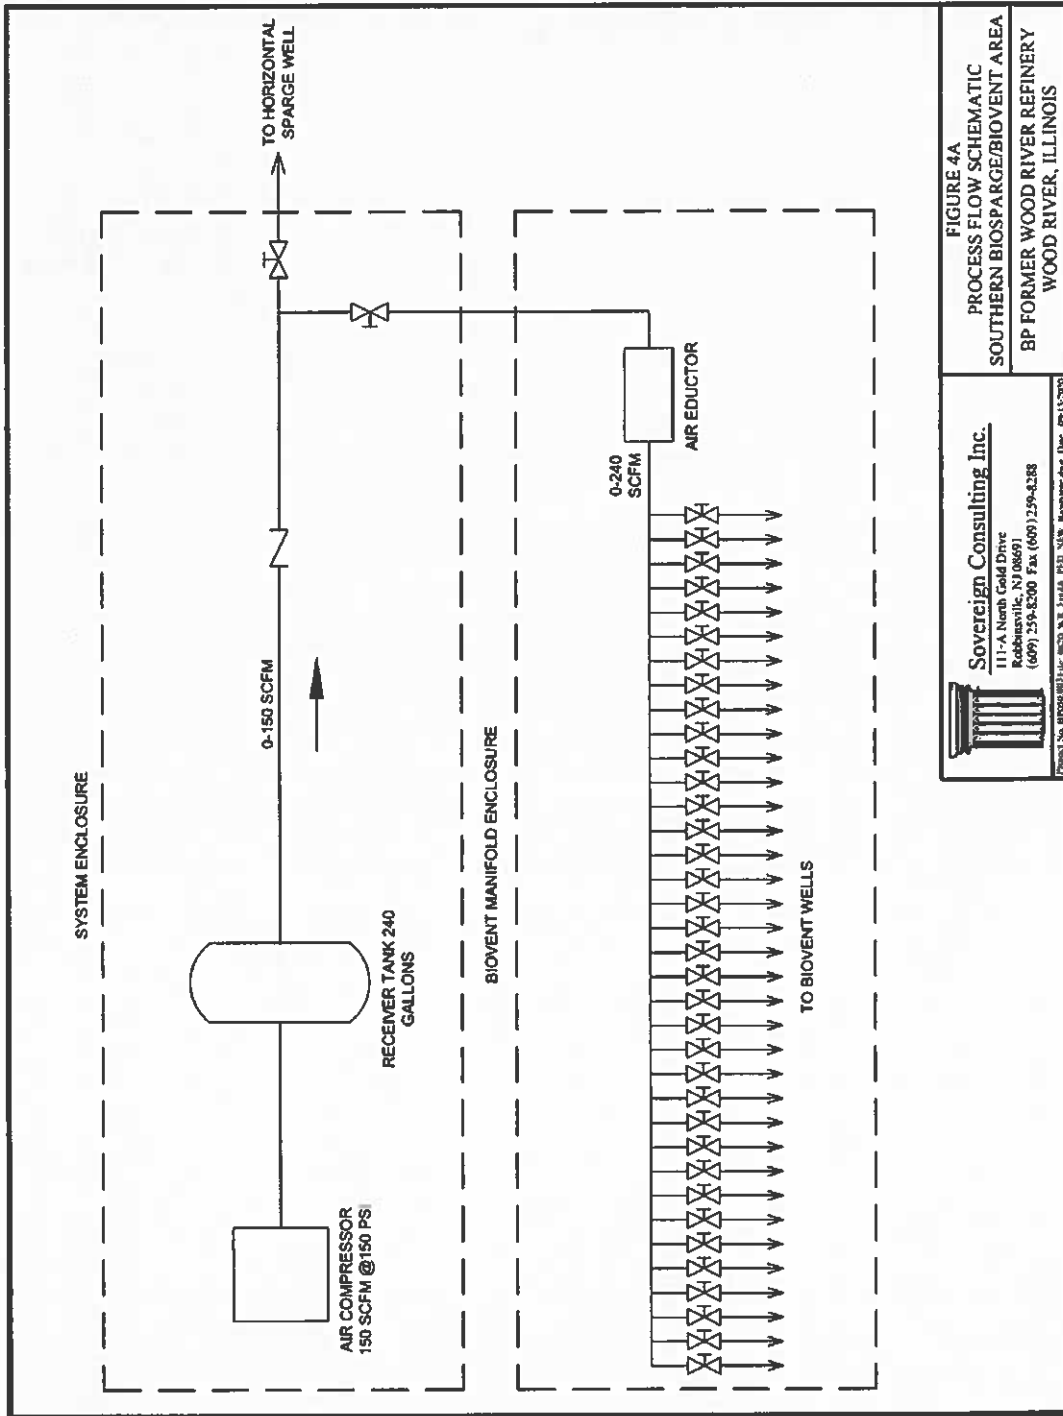 SYSTEM ENCLOSURE
TO HORIZONTAL
SPARGE WELL
0-150 SCFM
AIR COMPRESSOR
150 SCFM @150 PSI
RECEIVER TANK 240
GALLONS
BIOVENT MANIFOLD ENCLOSURE
0-240
SCFM
AIR EDUCTOR
TO BIOVENT WELLS
Sovereign Consulting Inc.
111-A North Gold Drive
Robbinsville, NJ 08691
(609) 259-8200 Fax (609) 259-8288
FIGURE 4A
PROCESS FLOW SCHEMATIC
SOUTHERN BIOSPARGE/BIOVENT AREA
BP FORMER WOOD RIVER REFINERY
WOOD RIVER, ILLINOIS